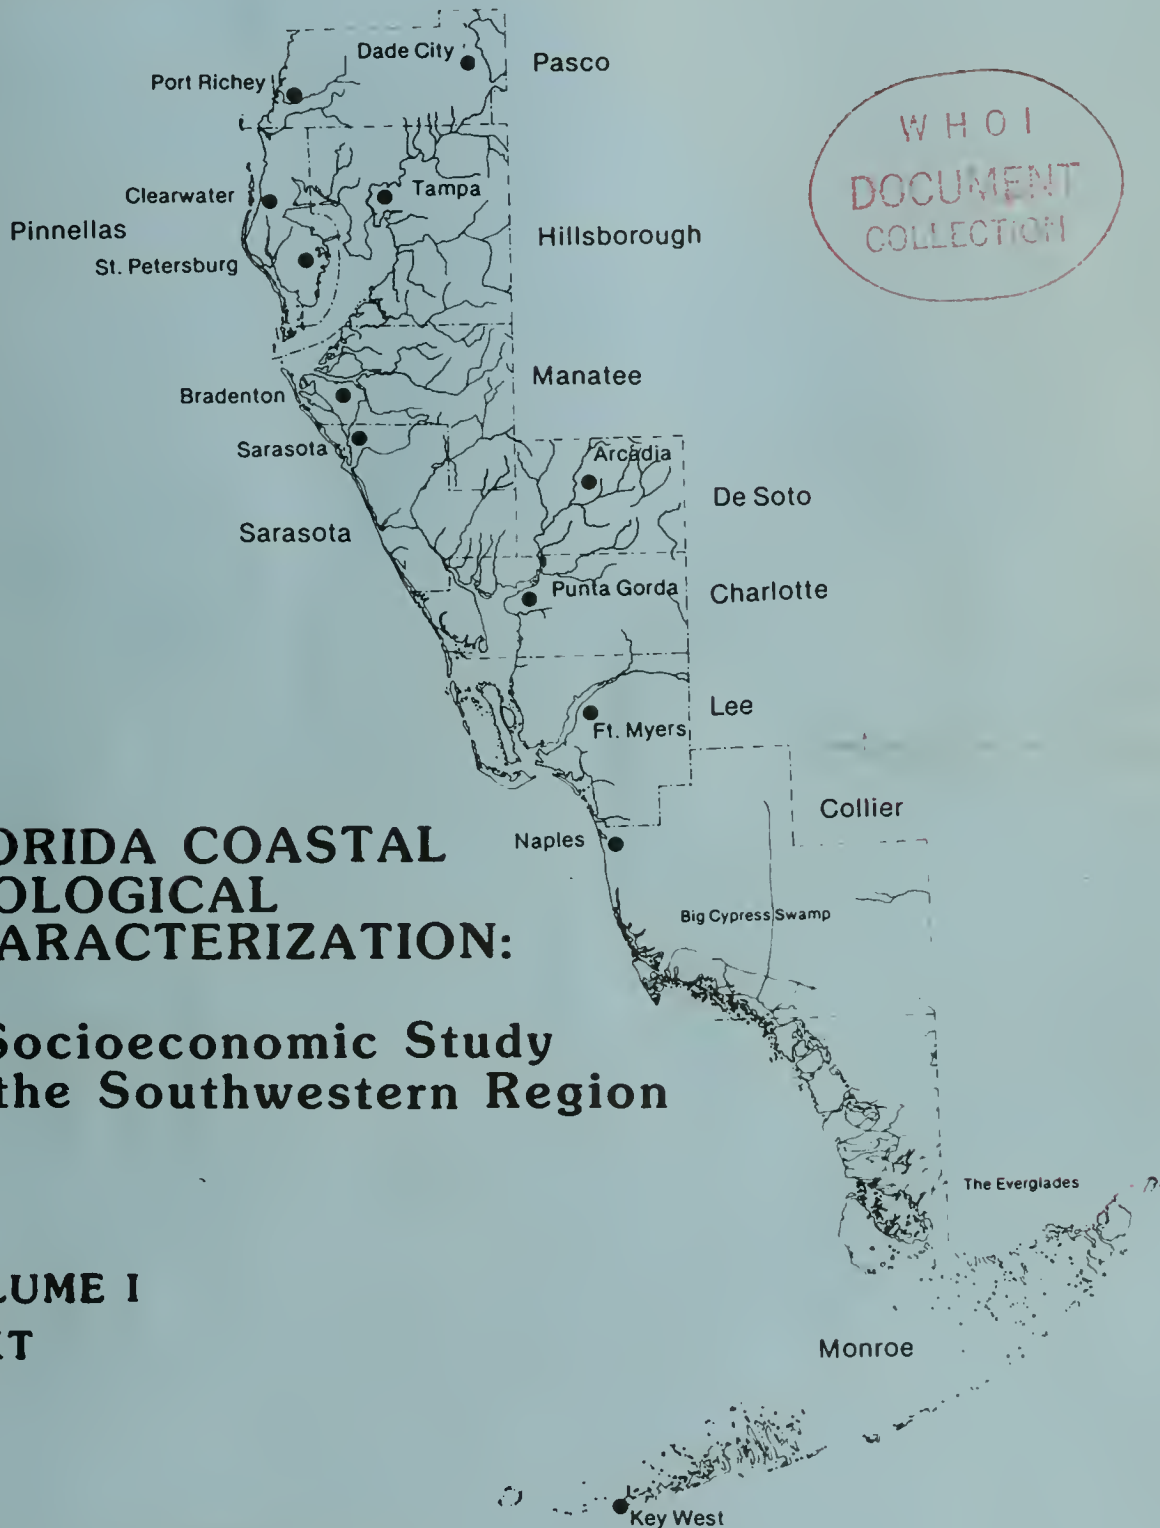 Dade City
Pasco
Port Richey
WHOI
DOCUMENT
COLLECTION
Clearwater
Tampa
Pinnellas
Hillsborough
St. Petersburg
Manatee
Bradenton
Sarasota
Arcadia
De Soto
Sarasota
Punta Gorda
Charlotte
Lee
Ft. Myers
Collier
Naples
ORIDA COASTAL
OLOGICAL
ARACTERIZATION:
Big Cypress Swamp
Socioeconomic Study
the Southwestern Region
The Everglades
LUME I
XT
Monroe
Key West